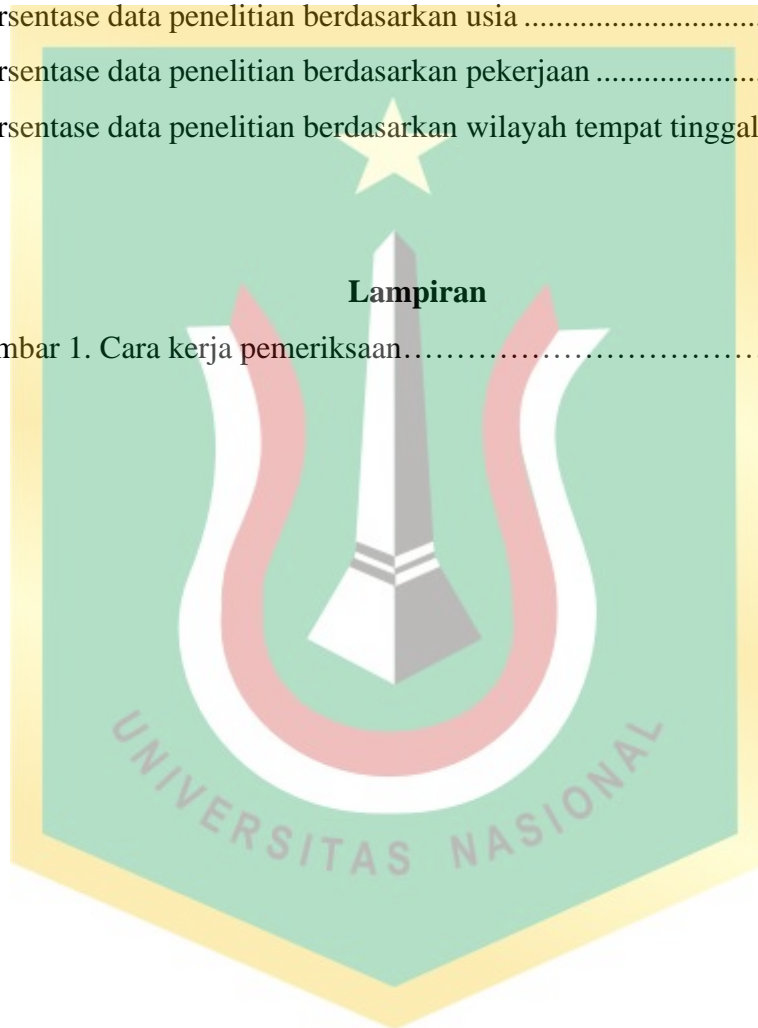 rsentase data penelitian berdasarkan usia ............................
rsentase data penelitian berdasarkan pekerjaan ....................
rsentase data penelitian berdasarkan wilayah tempat tinggal
Lampiran
mbar 1. Cara kerja pemeriksaan……………………………
UNIVERSITAS NASIONAL